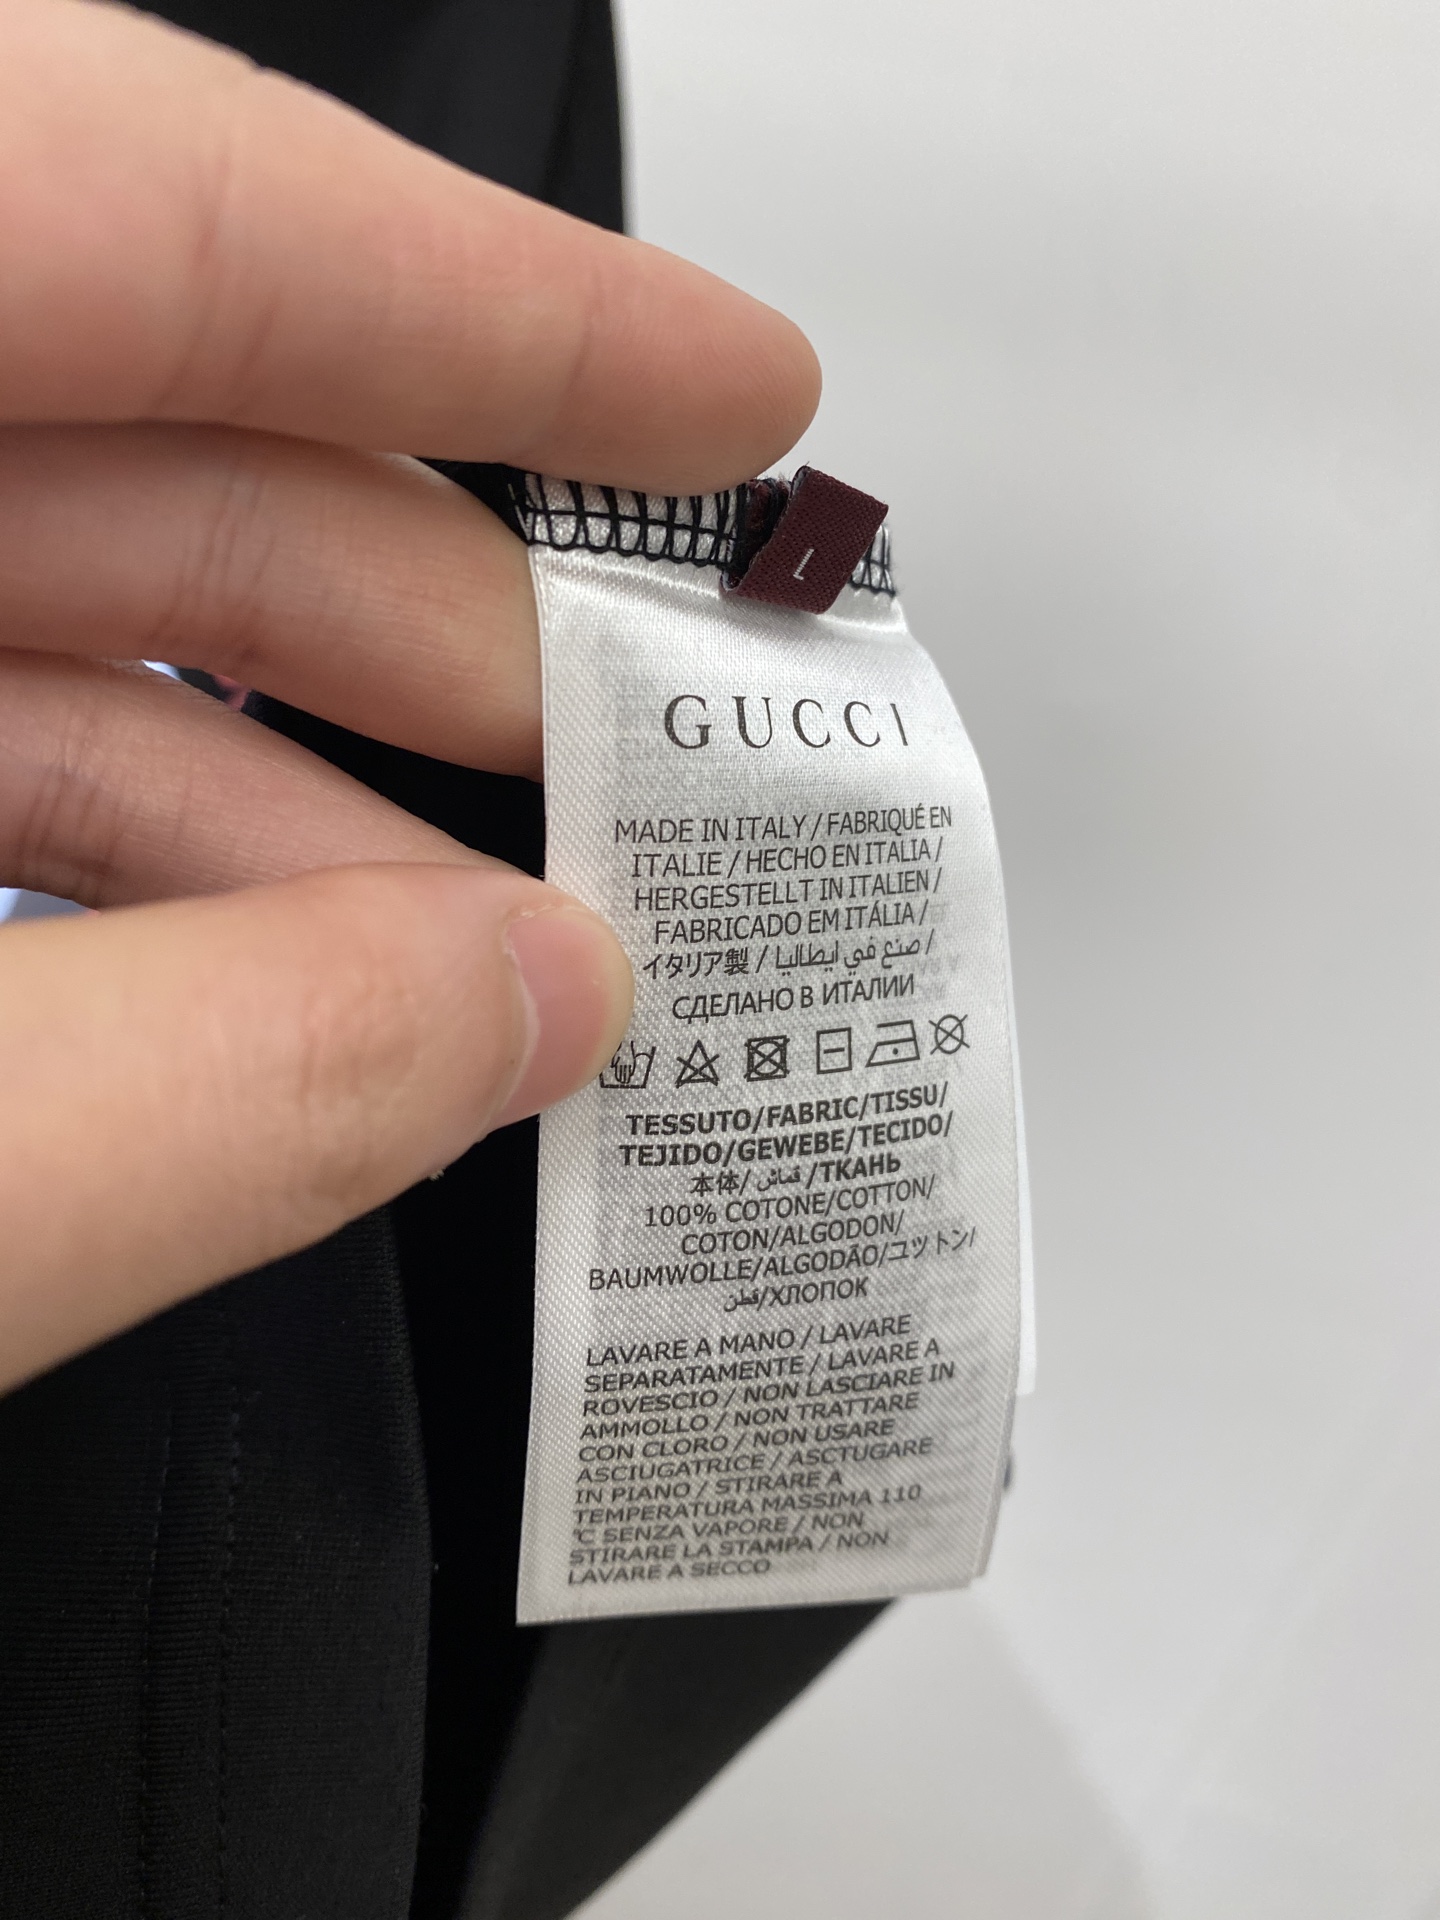 L
GUCCI
MADE IN ITALY / FABRIQUÉ EN
ITALIE / HECHO EN ITALIA /
HERGESTELLT IN ITALIEN /
FABRICADO EM ITÁLIA /
イタリア製 / صنع في ايطاليا /
СДЕЛАНО В ИТАЛИИ
TESSUTO/FABRIC/TISSU/
TEJIDO/GEWEBE/TECIDO/
本体/ قماش /ТКАНЬ
100% COTONE/COTTON/
COTON/ALGODON/
BAUMWOLLE/ALGODÃO/ユットン/
قطن/ХЛОПОК
LAVARE A MANO / LAVARE
SEPARATAMENTE / LAVARE A
ROVESCIO / NON LASCIARE IN
AMMOLLO / NON TRATTARE
CON CLORO / NON USARE
ASCIUGATRICE / ASCTUGARE
IN PIANO / STIRARE A
TEMPERATURA MASSIMA 110
°C SENZA VAPORE / NON
STIRARE LA STAMPA / NON
LAVARE A SECCO